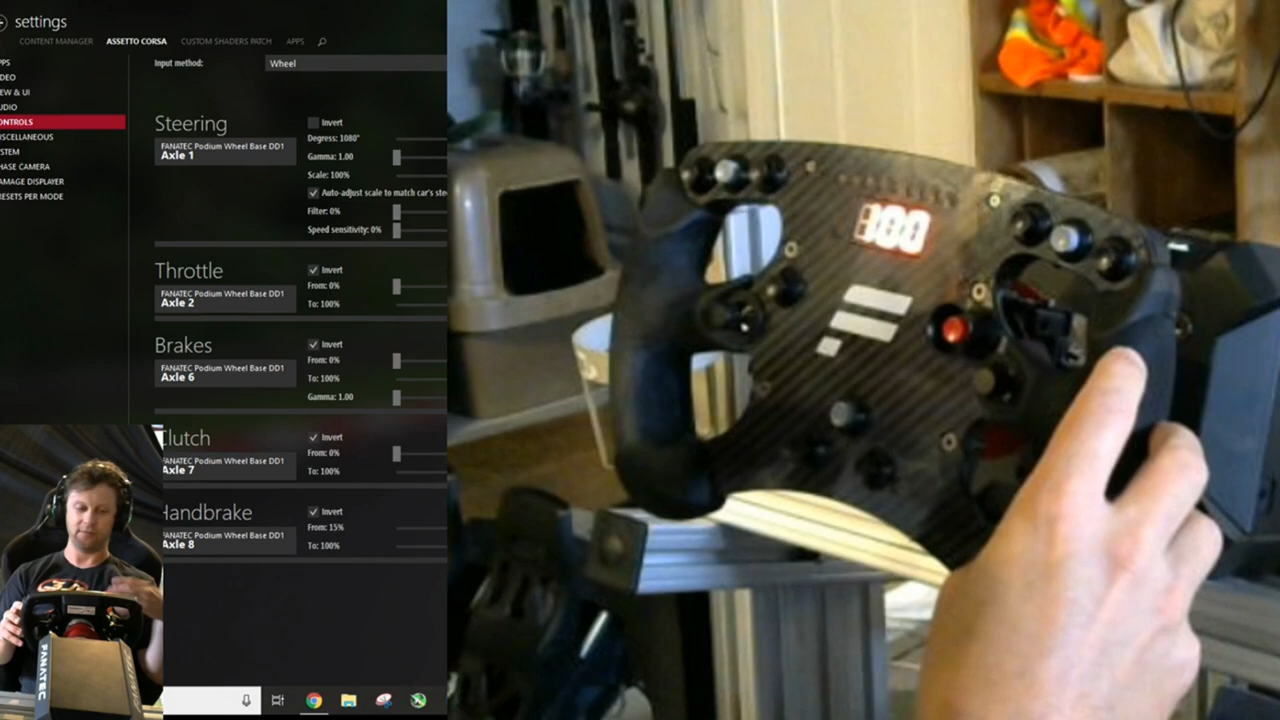 settings
CONTENT MANAGER ASSETTO CORSA CUSTOM SHADERS PATCH APPS
PPS
DEO
EW & UI
UDIO
ONTROLS
ISCELLANEOUS
STEM
HASE CAMERA
AMAGE DISPLAYER
RESETS PER MODE
Input method: Wheel
Steering
Invert
FANATEC Podium Wheel Base DD1
Axle 1
Degress: 1080°
Gamma: 1.00
Scale: 100%
Auto-adjust scale to match car's ste
Filter: 0%
Speed sensitivity: 0%
Throttle
Invert
FANATEC Podium Wheel Base DD1
Axle 2
From: 0%
To: 100%
Brakes
Invert
FANATEC Podium Wheel Base DD1
Axle 6
From: 0%
To: 100%
Gamma: 1.00
Clutch
Invert
FANATEC Podium Wheel Base DD1
Axle 7
From: 0%
To: 100%
Handbrake
Invert
FANATEC Podium Wheel Base DD1
Axle 8
From: 15%
To: 100%
100
FANATEC